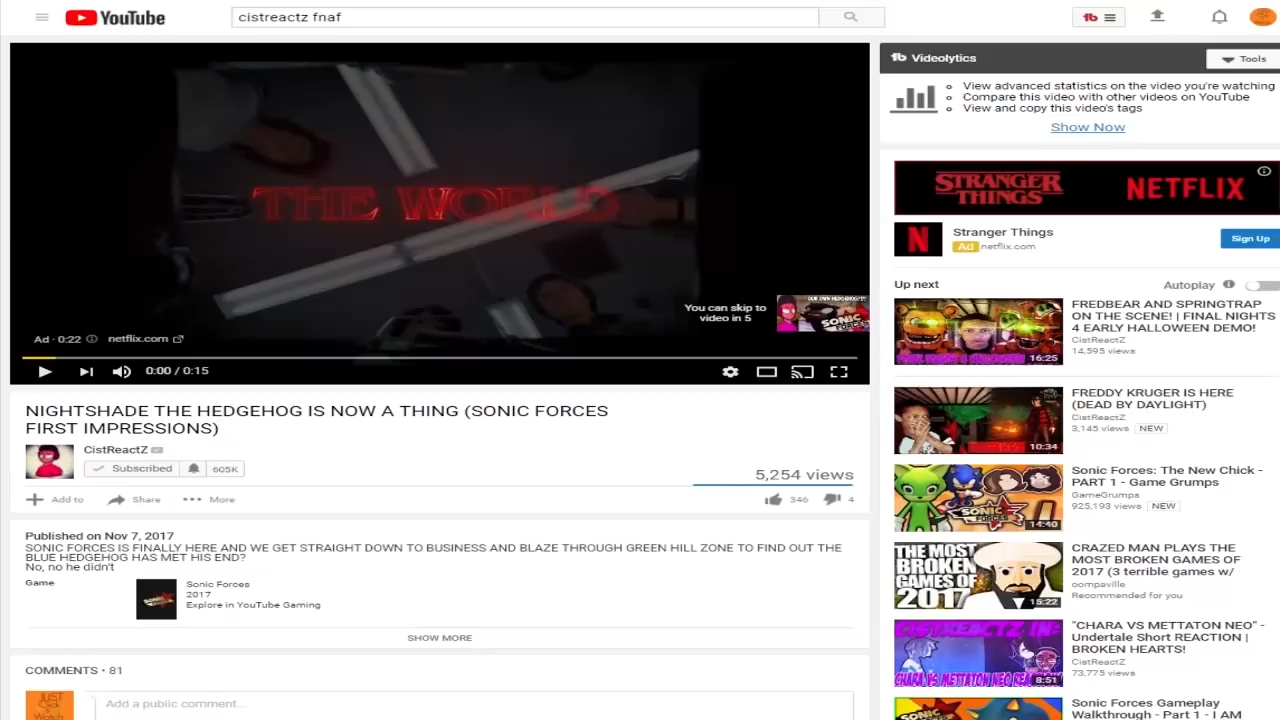 YouTube
cistreactz fnaf
THE WORLD
You can skip to
video in 5
Ad · 0:22
netflix.com
0:00 / 0:15
NIGHTSHADE THE HEDGEHOG IS NOW A THING (SONIC FORCES
FIRST IMPRESSIONS)
CistReactZ
Subscribed
605K
5,254 views
Add to
Share
More
346
4
Published on Nov 7, 2017
SONIC FORCES IS FINALLY HERE AND WE GET STRAIGHT DOWN TO BUSINESS AND BLAZE THROUGH GREEN HILL ZONE TO FIND OUT THE
BLUE HEDGEHOG HAS MET HIS END?
No, no he didn't
Game
Sonic Forces
2017
Explore in YouTube Gaming
SHOW MORE
COMMENTS • 81
JUST
Click
Watch
Add a public comment...
Videolytics
Tools
View advanced statistics on the video you're watching
Compare this video with other videos on YouTube
View and copy this video's tags
Show Now
STRANGER
THINGS
NETFLIX
Stranger Things
Ad netflix.com
Sign Up
Up next
Autoplay
16:25
FREDBEAR AND SPRINGTRAP
ON THE SCENE! | FINAL NIGHTS
4 EARLY HALLOWEEN DEMO!
CistReactZ
14,595 views
10:34
FREDDY KRUGER IS HERE
(DEAD BY DAYLIGHT)
CistReactZ
3,145 views NEW
SONIC
FORCES
14:40
Sonic Forces: The New Chick -
PART 1 - Game Grumps
GameGrumps
925,193 views NEW
THE MOST
BROKEN
GAMES OF
2017
15:22
CRAZED MAN PLAYS THE
MOST BROKEN GAMES OF
2017 (3 terrible games w/
oompaville
Recommended for you
CISTREACTZ IN:
CHARA VS METTATON NEO
8:51
"CHARA VS METTATON NEO" -
Undertale Short REACTION |
BROKEN HEARTS!
CistReactZ
73,775 views
SONIC
Sonic Forces Gameplay
Walkthrough - Part 1 - I AM